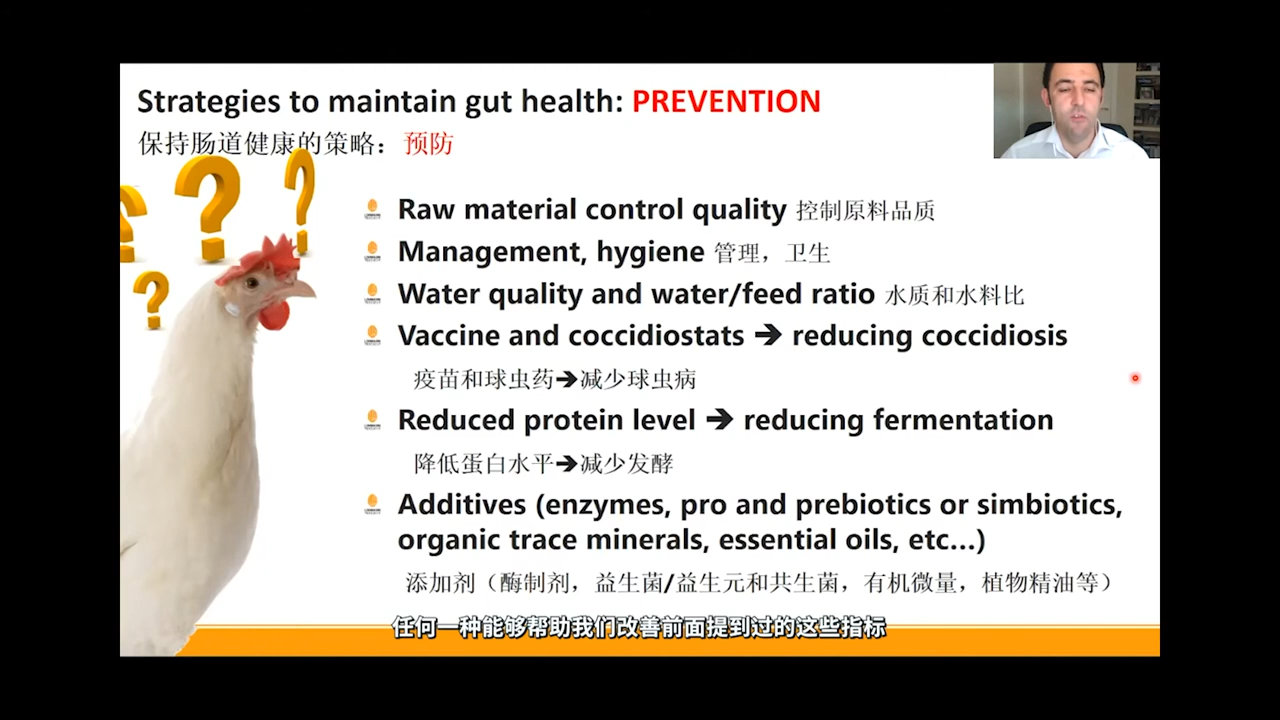 Strategies to maintain gut health: PREVENTION
保持肠道健康的策略：预防
Raw material control quality 控制原料品质
Management, hygiene 管理，卫生
Water quality and water/feed ratio 水质和水料比
Vaccine and coccidiostats ➔ reducing coccidiosis
疫苗和球虫药➔减少球虫病
Reduced protein level ➔ reducing fermentation
降低蛋白水平➔减少发酵
Additives (enzymes, pro and prebiotics or simbiotics,
organic trace minerals, essential oils, etc…)
添加剂（酶制剂，益生菌/益生元和共生菌，有机微量，植物精油等）
任何一种能够帮助我们改善前面提到过的这些指标